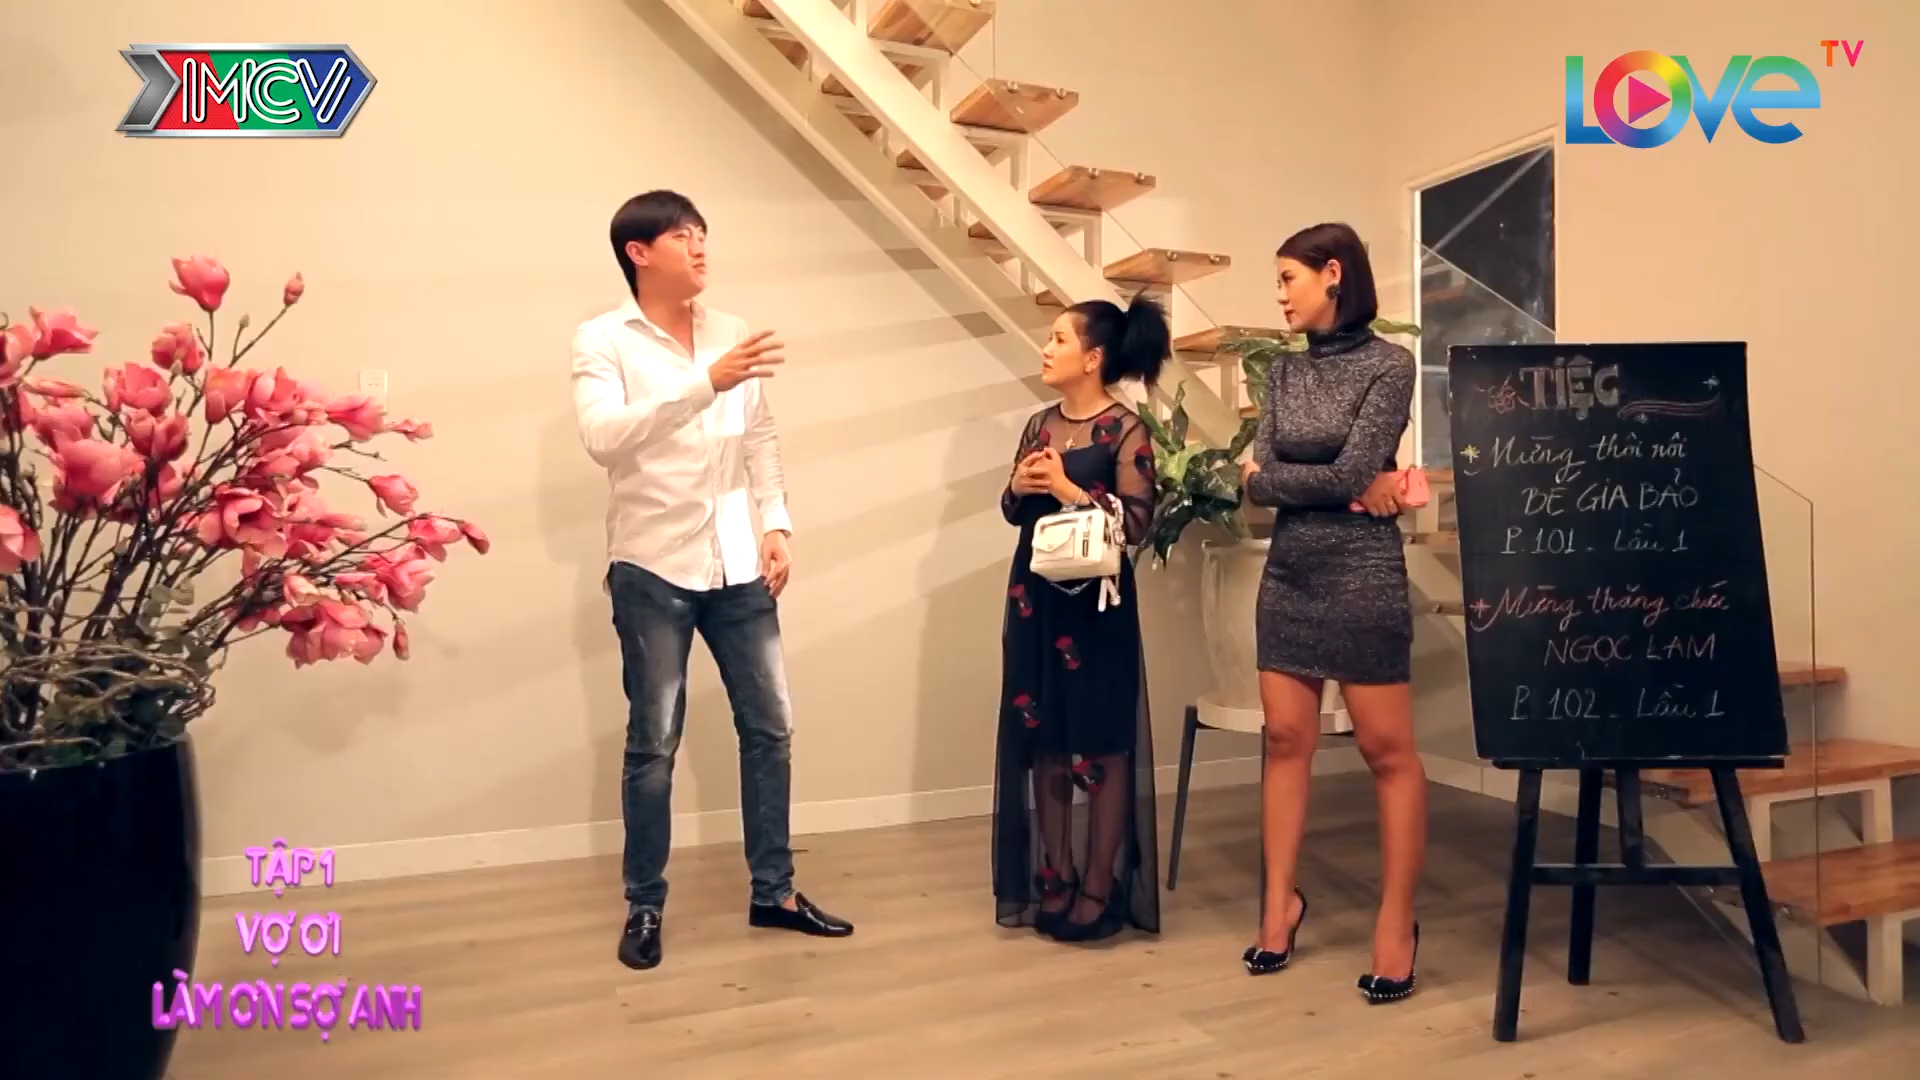 MCV
LOVE TV
TIỆC
Mừng thôi nôi
BÉ GIA BẢO
P.101 - Lầu 1
Mừng thăng chức
NGỌC LAM
P.102 - Lầu 1
TẬP 1
VỢ ƠI
LÀM ƠN SỢ ANH